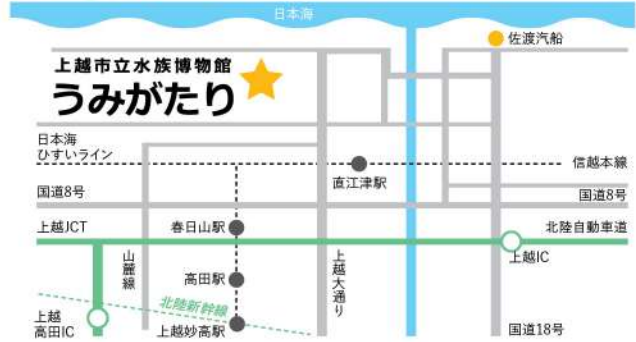 日本海
佐渡汽船
上越市立水族博物館
うみがたり
日本海
ひすいライン
信越本線
直江津駅
国道8号
国道8号
上越JCT
春日山駅
北陸自動車道
山麓線
上越大通り
上越IC
高田駅
北陸新幹線
上越
高田IC
上越妙高駅
国道18号